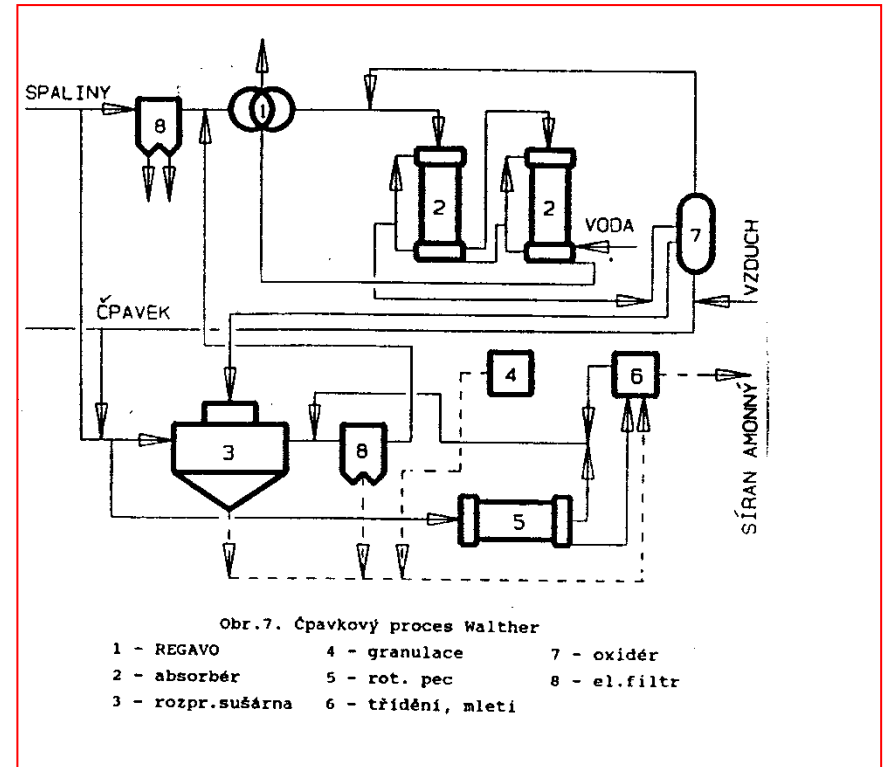 SPALINY
8
1
2
2
VODA
7
VZDUCH
ČPAVEK
3
8
4
6
5
SÍRAN AMONNÝ
Obr.7. Čpavkový proces Walther
1 - REGAVO
4 - granulace
7 - oxidér
2 - absorbér
5 - rot. pec
8 - el.filtr
3 - rozpr.sušárna
6 - třídění, mleti